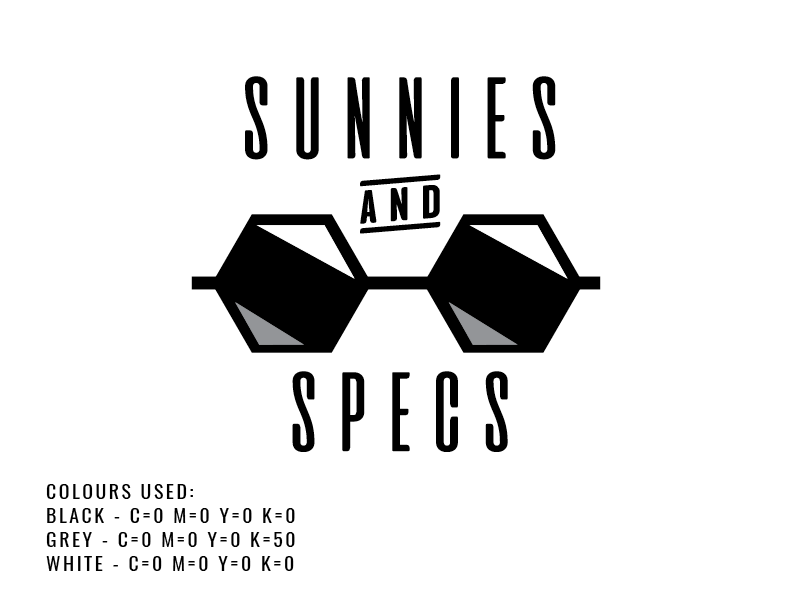 SUNNIES
AND
SPECS
COLOURS USED:
BLACK - C=0 M=0 Y=0 K=0
GREY - C=0 M=0 Y=0 K=50
WHITE - C=0 M=0 Y=0 K=0